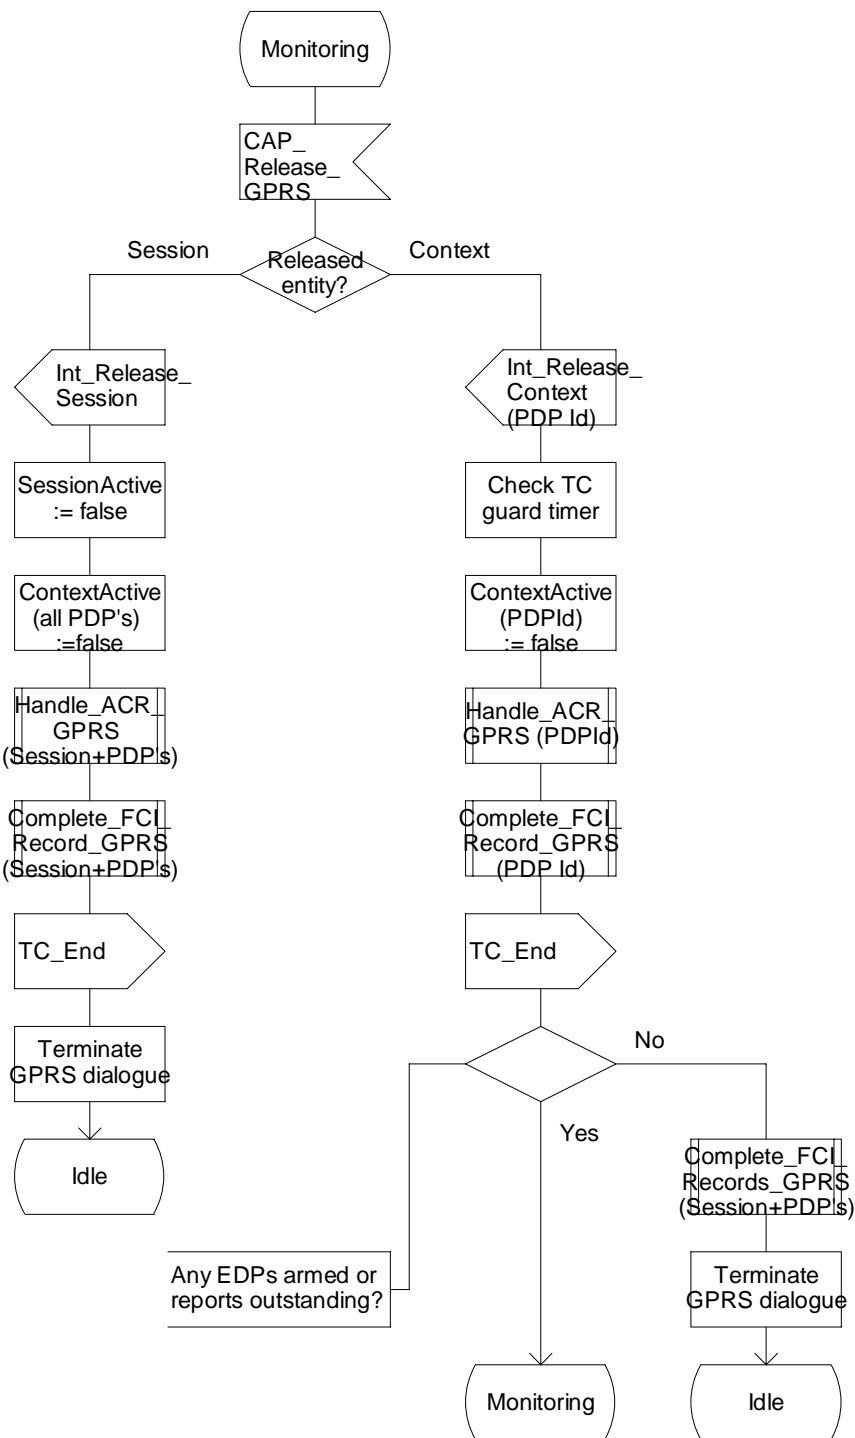 Monitoring
CAP_
Release_
GPRS
Session
Released
entity?
Context
Int_Release_
Session
Int_Release_
Context
(PDP Id)
SessionActive
:= false
Check TC
guard timer
ContextActive
(all PDP's)
:=false
ContextActive
(PDPId)
:= false
Handle_ACR_
GPRS
(Session+PDP's)
Handle_ACR_
GPRS (PDPId)
Complete_FCI_
Record_GPRS
(Session+PDP's)
Complete_FCI_
Record_GPRS
(PDP Id)
TC_End
TC_End
Terminate
GPRS dialogue
No
Yes
Idle
Complete_FCI_
Records_GPRS
(Session+PDP's)
Any EDPs armed or
reports outstanding?
Terminate
GPRS dialogue
Monitoring
Idle